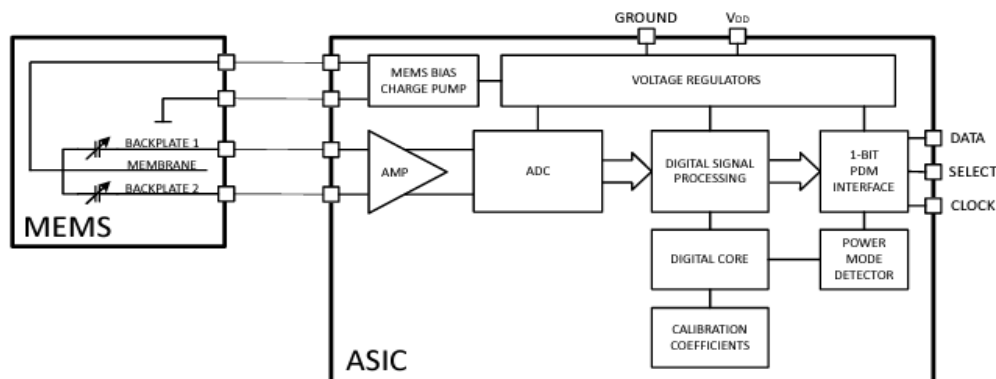 GROUND
VDD
MEMS BIAS
CHARGE PUMP
VOLTAGE REGULATORS
BACKPLATE 1
MEMBRANE
BACKPLATE 2
MEMS
AMP
ADC
DIGITAL SIGNAL
PROCESSING
1-BIT
PDM
INTERFACE
DATA
SELECT
CLOCK
DIGITAL CORE
POWER
MODE
DETECTOR
CALIBRATION
COEFFICIENTS
ASIC